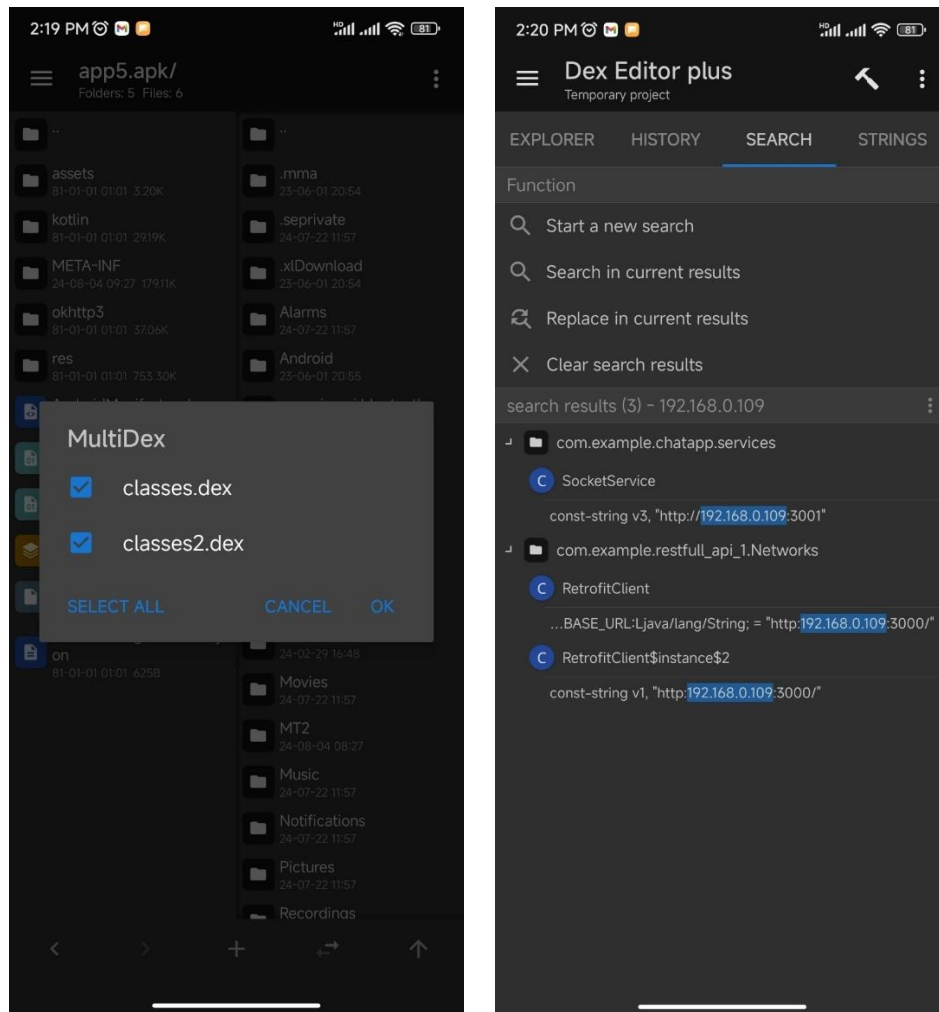 2:19 PM
81
app5.apk/
Folders: 5 Files: 6
..
assets
81-01-01 01:01 3.20K
kotlin
81-01-01 01:01 29.19K
META-INF
24-08-04 09:27 179.11K
okhttp3
81-01-01 01:01 37.06K
res
81-01-01 01:01 753.30K
on
81-01-01 01:01 625B
..
.mma
23-06-01 20:54
.seprivate
24-07-22 11:57
.xlDownload
23-06-01 20:54
Alarms
24-07-22 11:57
Android
23-06-01 20:55
24-02-29 16:48
Movies
24-07-22 11:57
MT2
24-08-04 08:27
Music
24-07-22 11:57
Notifications
24-07-22 11:57
Pictures
24-07-22 11:57
Recordings
MultiDex
classes.dex
classes2.dex
SELECT ALL CANCEL OK
2:20 PM
HD
81
Dex Editor plus
Temporary project
EXPLORER HISTORY SEARCH STRINGS
Function
Start a new search
Search in current results
Replace in current results
Clear search results
search results (3) - 192.168.0.109
com.example.chatapp.services
C SocketService
const-string v3, "http://192.168.0.109:3001"
com.example.restfull_api_1.Networks
C RetrofitClient
...BASE_URL:Ljava/lang/String; = "http:192.168.0.109:3000/"
C RetrofitClient$instance$2
const-string v1, "http:192.168.0.109:3000/"